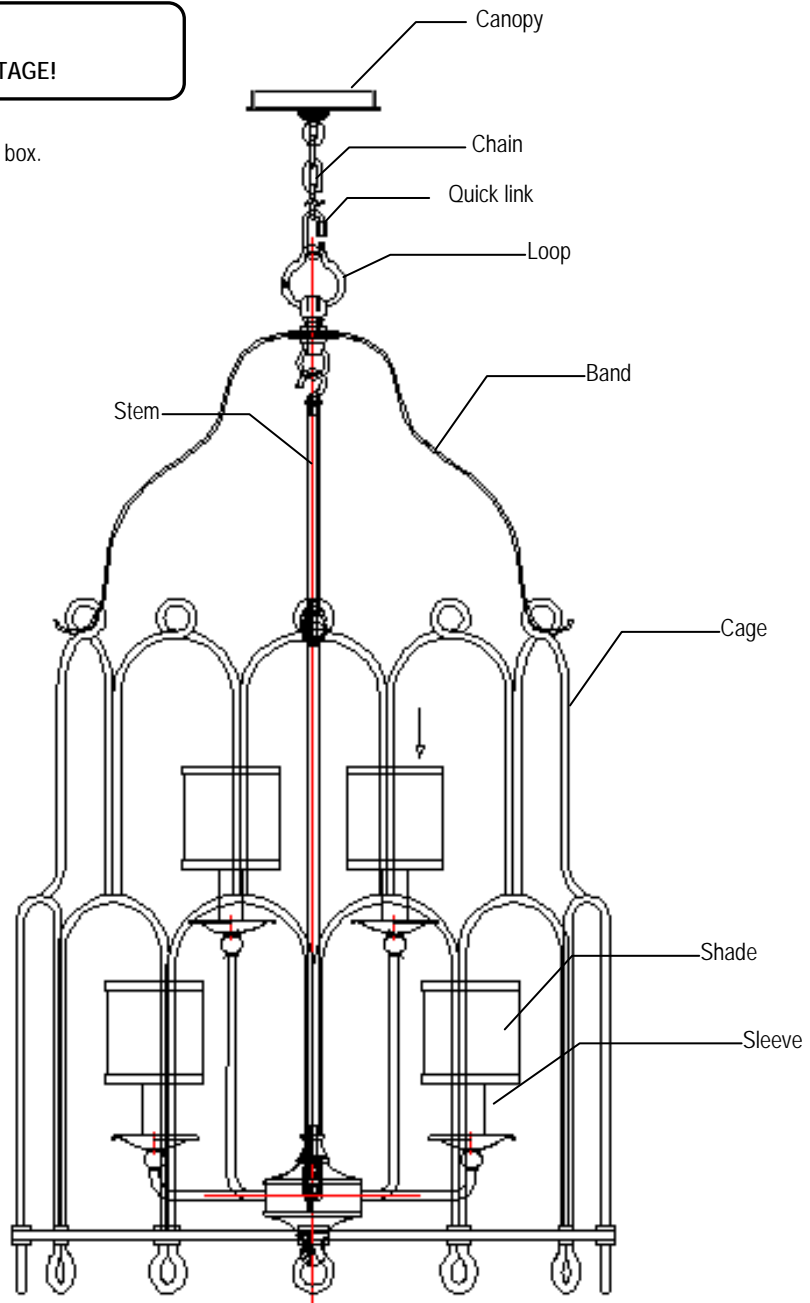 Canopy
TAGE!
Chain
box.
Quick link
Loop
Band
Stem
Cage
Shade
Sleeve